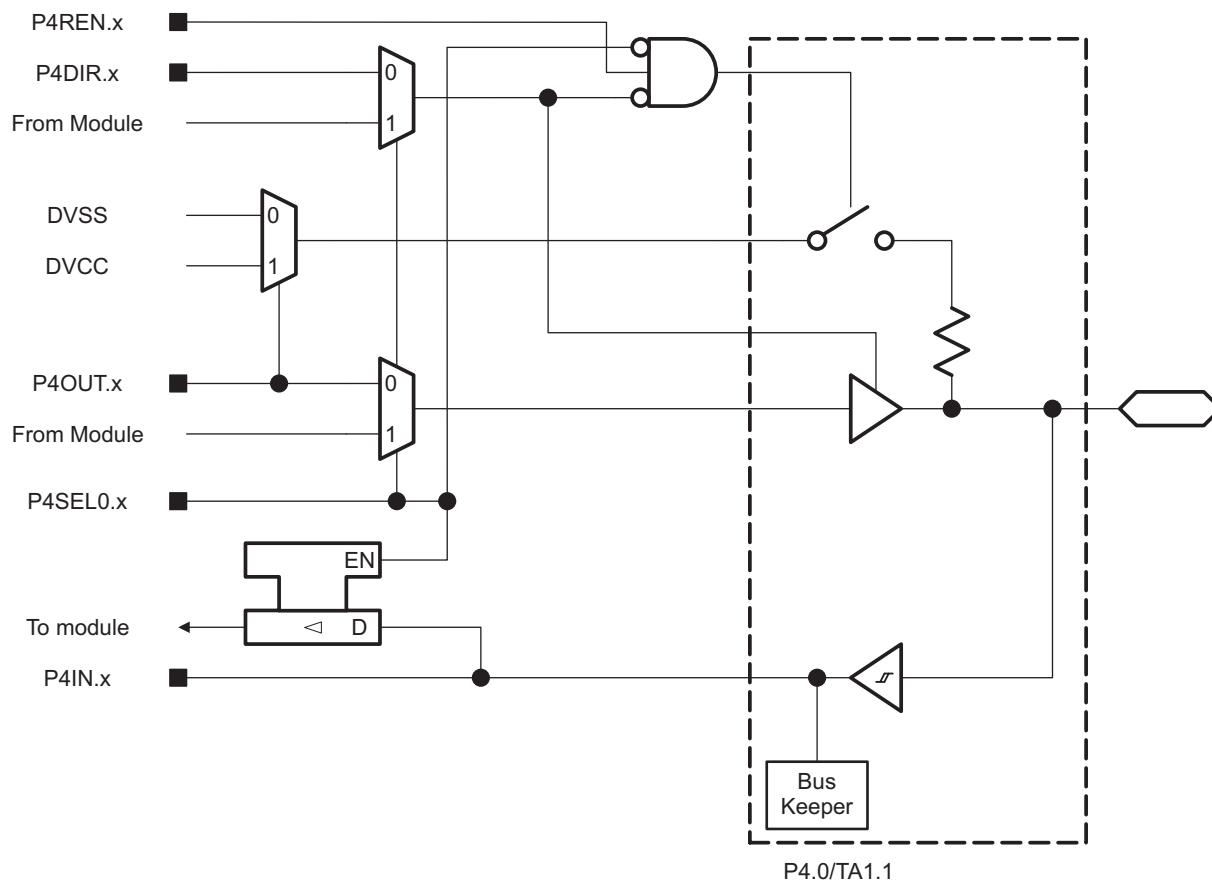 P4REN.x
P4DIR.x
0
From Module
1
DVSS
0
DVCC
1
P4OUT.x
0
From Module
1
P4SEL0.x
EN
To module
D
P4IN.x
Bus
Keeper
P4.0/TA1.1